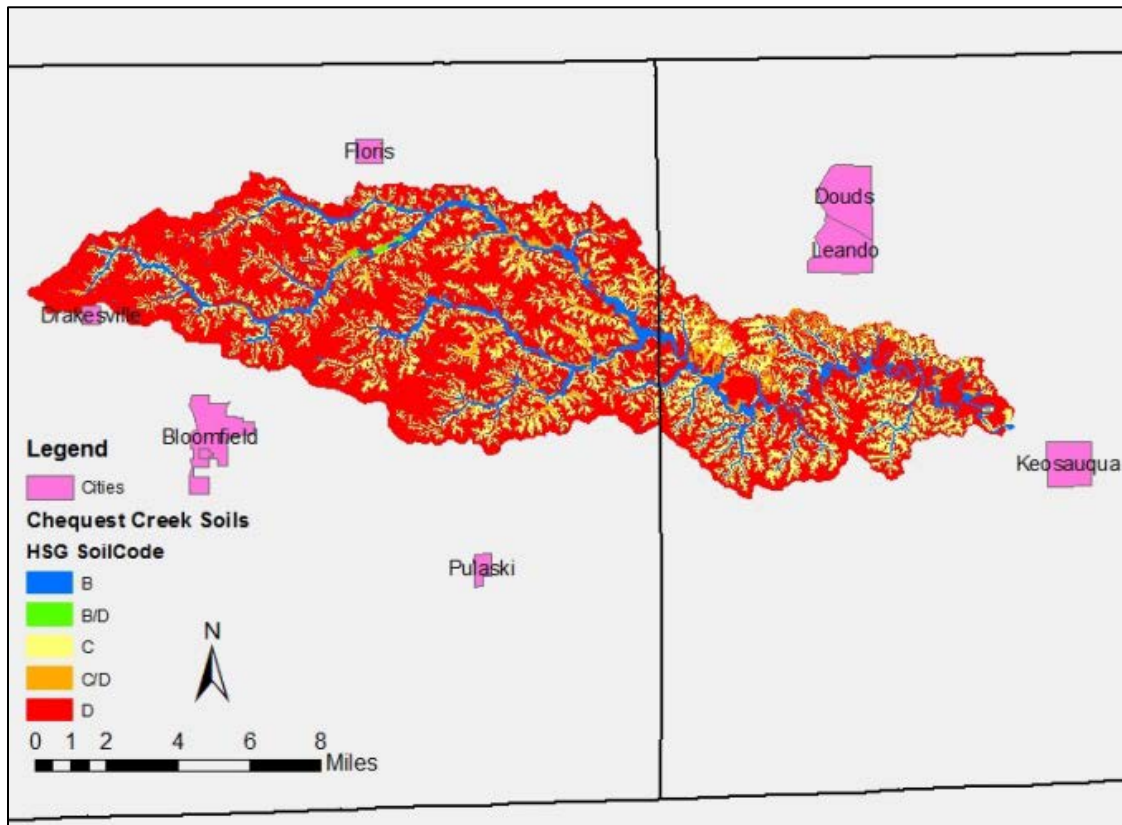 Floris
Douds
Leando
Drakesville
Bloomfield
Keosauqua
Pulaski
Legend
Cities
Chequest Creek Soils
HSG SoilCode
B
B/D
C
C/D
D
N
0 1 2 4 6 8
Miles